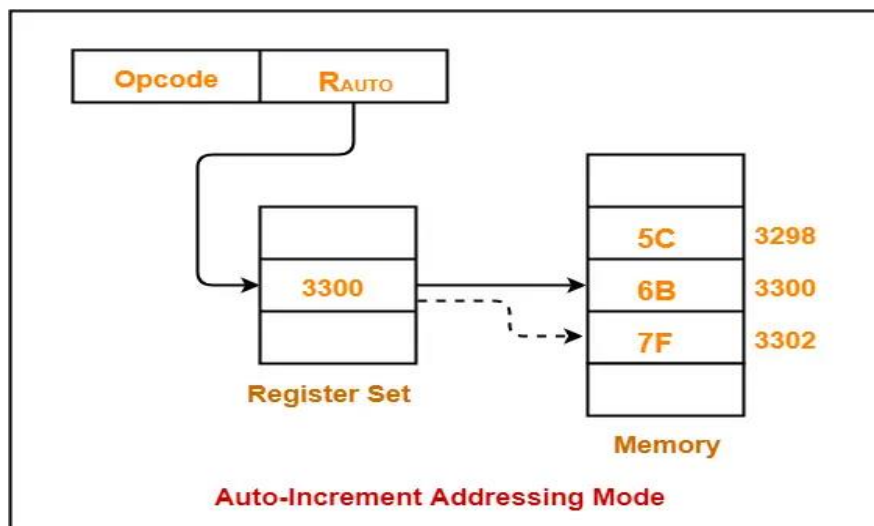 Opcode RAUTO
5C 3298
3300 6B 3300
7F 3302
Register Set
Memory
Auto-Increment Addressing Mode